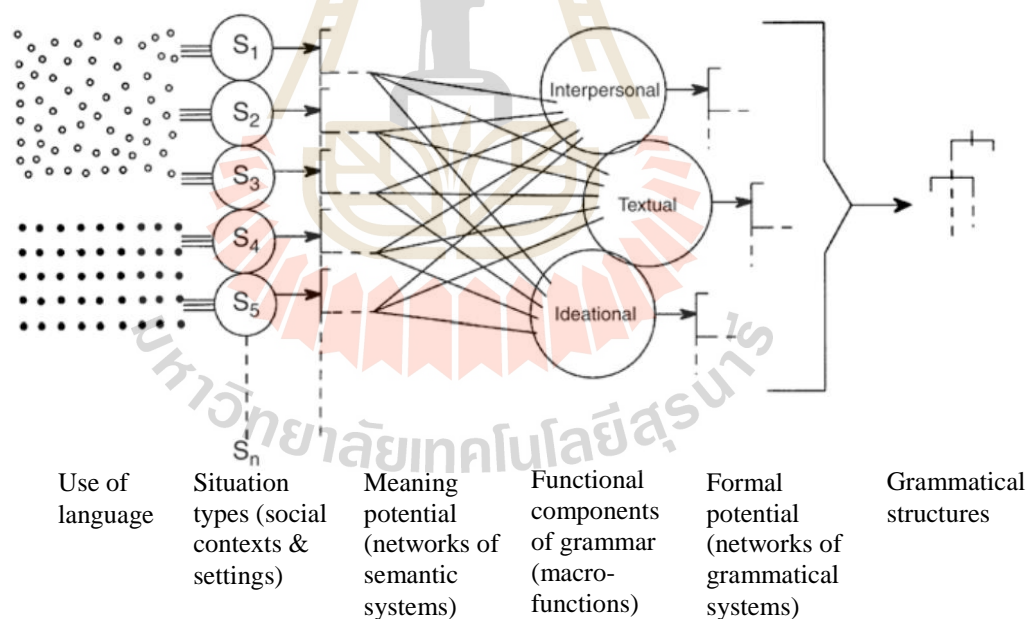 S1
S2
S3
S4
S5
Sn
Interpersonal
Textual
Ideational
มหาวิทยาลัยเทคโนโลยีสุรนารี
Use of
language
Situation
types (social
contexts &
settings)
Meaning
potential
(networks of
semantic
systems)
Functional
components
of grammar
(macro-
functions)
Formal
potential
(networks of
grammatical
systems)
Grammatical
structures